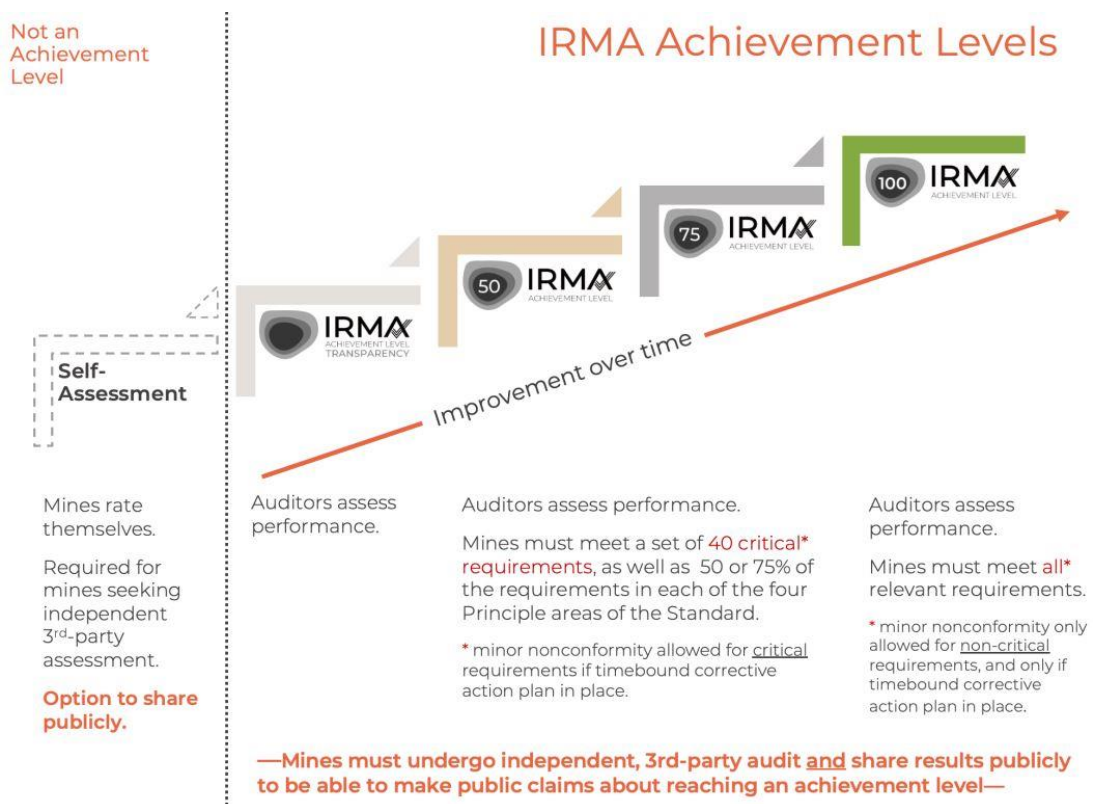 Not an
Achievement
Level
IRMA Achievement Levels
Self-
Assessment
IRMA
ACHIEVEMENT LEVEL
TRANSPARENCY
50
IRMA
ACHIEVEMENT LEVEL
75
IRMA
ACHIEVEMENT LEVEL
100
IRMA
ACHIEVEMENT LEVEL
Improvement over time
Mines rate
themselves.
Required for
mines seeking
independent
3rd-party
assessment.
Option to share
publicly.
Auditors assess
performance.
Auditors assess performance.
Mines must meet a set of 40 critical*
requirements, as well as 50 or 75% of
the requirements in each of the four
Principle areas of the Standard.
* minor nonconformity allowed for critical
requirements if timebound corrective
action plan in place.
Auditors assess
performance.
Mines must meet all*
relevant requirements.
* minor nonconformity only
allowed for non-critical
requirements, and only if
timebound corrective
action plan in place.
—Mines must undergo independent, 3rd-party audit and share results publicly
to be able to make public claims about reaching an achievement level—